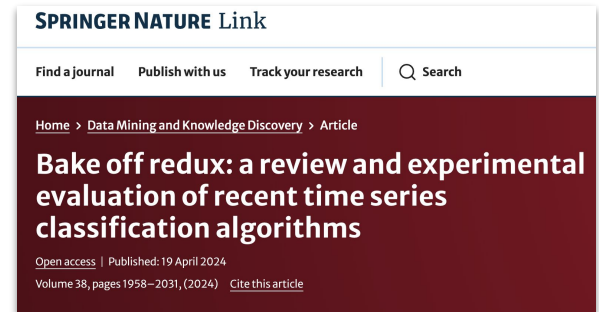 SPRINGER NATURE Link
Find a journal Publish with us Track your research Search
Home > Data Mining and Knowledge Discovery > Article
Bake off redux: a review and experimental
evaluation of recent time series
classification algorithms
Open access | Published: 19 April 2024
Volume 38, pages 1958–2031, (2024) Cite this article